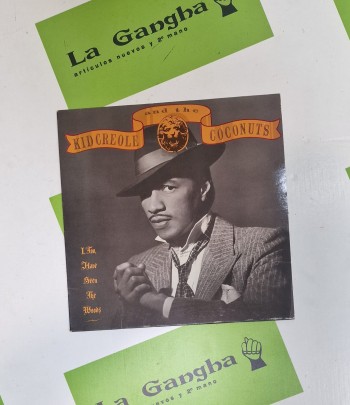 La Gangha
artículos nuevos y 2ª mano
and the
KID CREOLE
COCONUTS
I, Too,
Have
Seen
The
Woods
La Gangha
artículos nuevos y 2ª mano